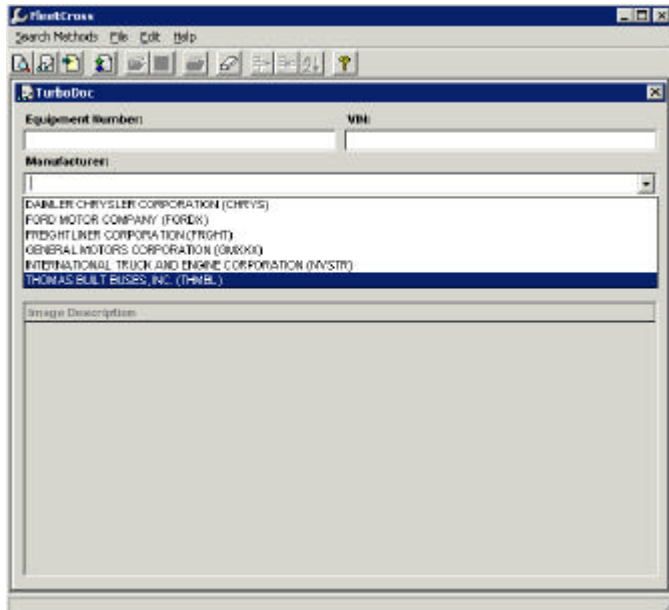 FleetCross
Search Methods File Edit Help
TurboDoc
Equipment Number: VIN:
Manufacturer:
DAIMLER CHRYSLER CORPORATION (CHRYS)
FORD MOTOR COMPANY (FORDX)
FREIGHTLINER CORPORATION (FRGHT)
GENERAL MOTORS CORPORATION (GMXXX)
INTERNATIONAL TRUCK AND ENGINE CORPORATION (NVSTR)
THOMAS BUILT BUSES, INC. (THMBL)
Image Description